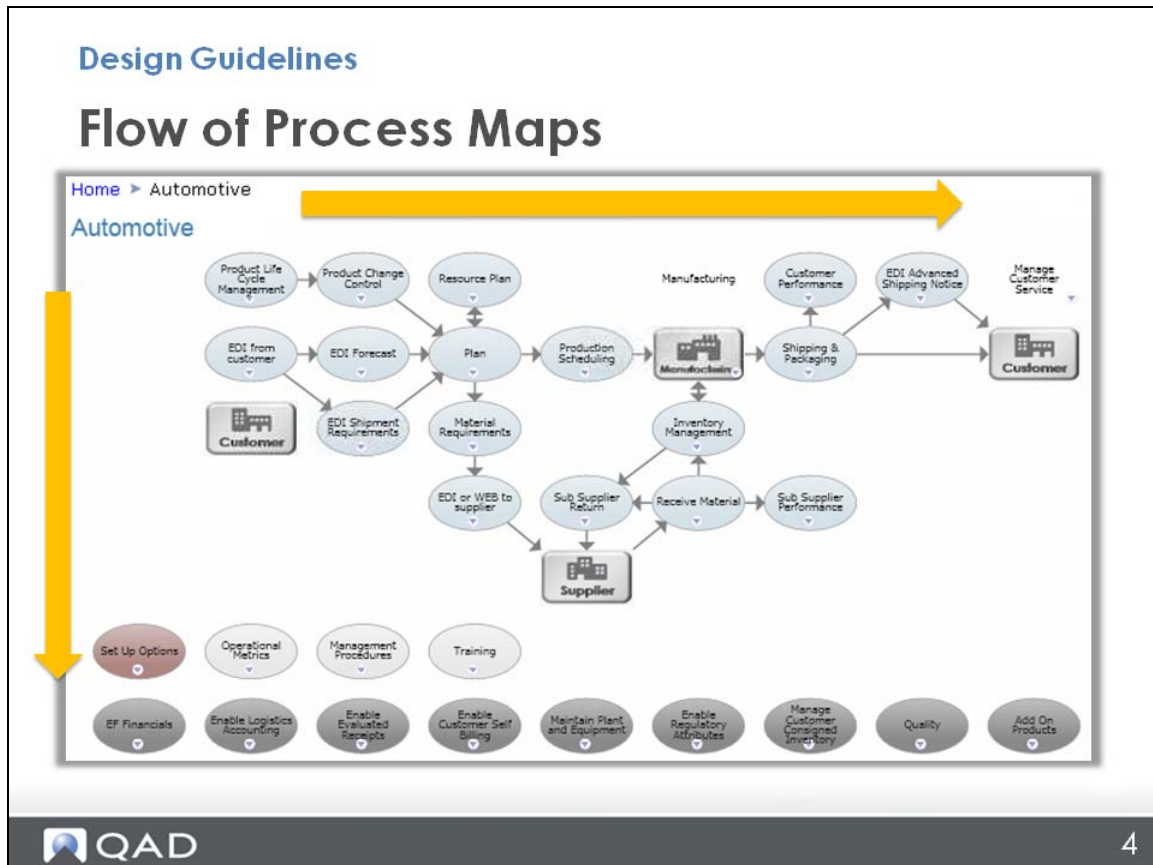 Design Guidelines
Flow of Process Maps
Home ➤ Automotive
Automotive
Product Life
Cycle
Management
Product Change
Control
Resource Plan
Manufacturing
Customer
Performance
EDI Advanced
Shipping Notice
Manage
Customer
Service
EDI from
customer
EDI Forecast
Plan
Production
Scheduling
Manufacturing
Shipping &
Packaging
Customer
Customer
EDI Shipment
Requirements
Material
Requirements
Inventory
Management
EDI or WEB to
supplier
Sub Supplier
Return
Receive Material
Sub Supplier
Performance
Supplier
Set Up Options
Operational
Metrics
Management
Procedures
Training
EF Financials
Enable Logistics
Accounting
Enable
Evaluated
Receipts
Enable
Customer Self
Billing
Maintain Plant
and Equipment
Enable
Regulatory
Attributes
Manage
Customer
Consigned
Inventory
Quality
Add On
Products
QAD
4